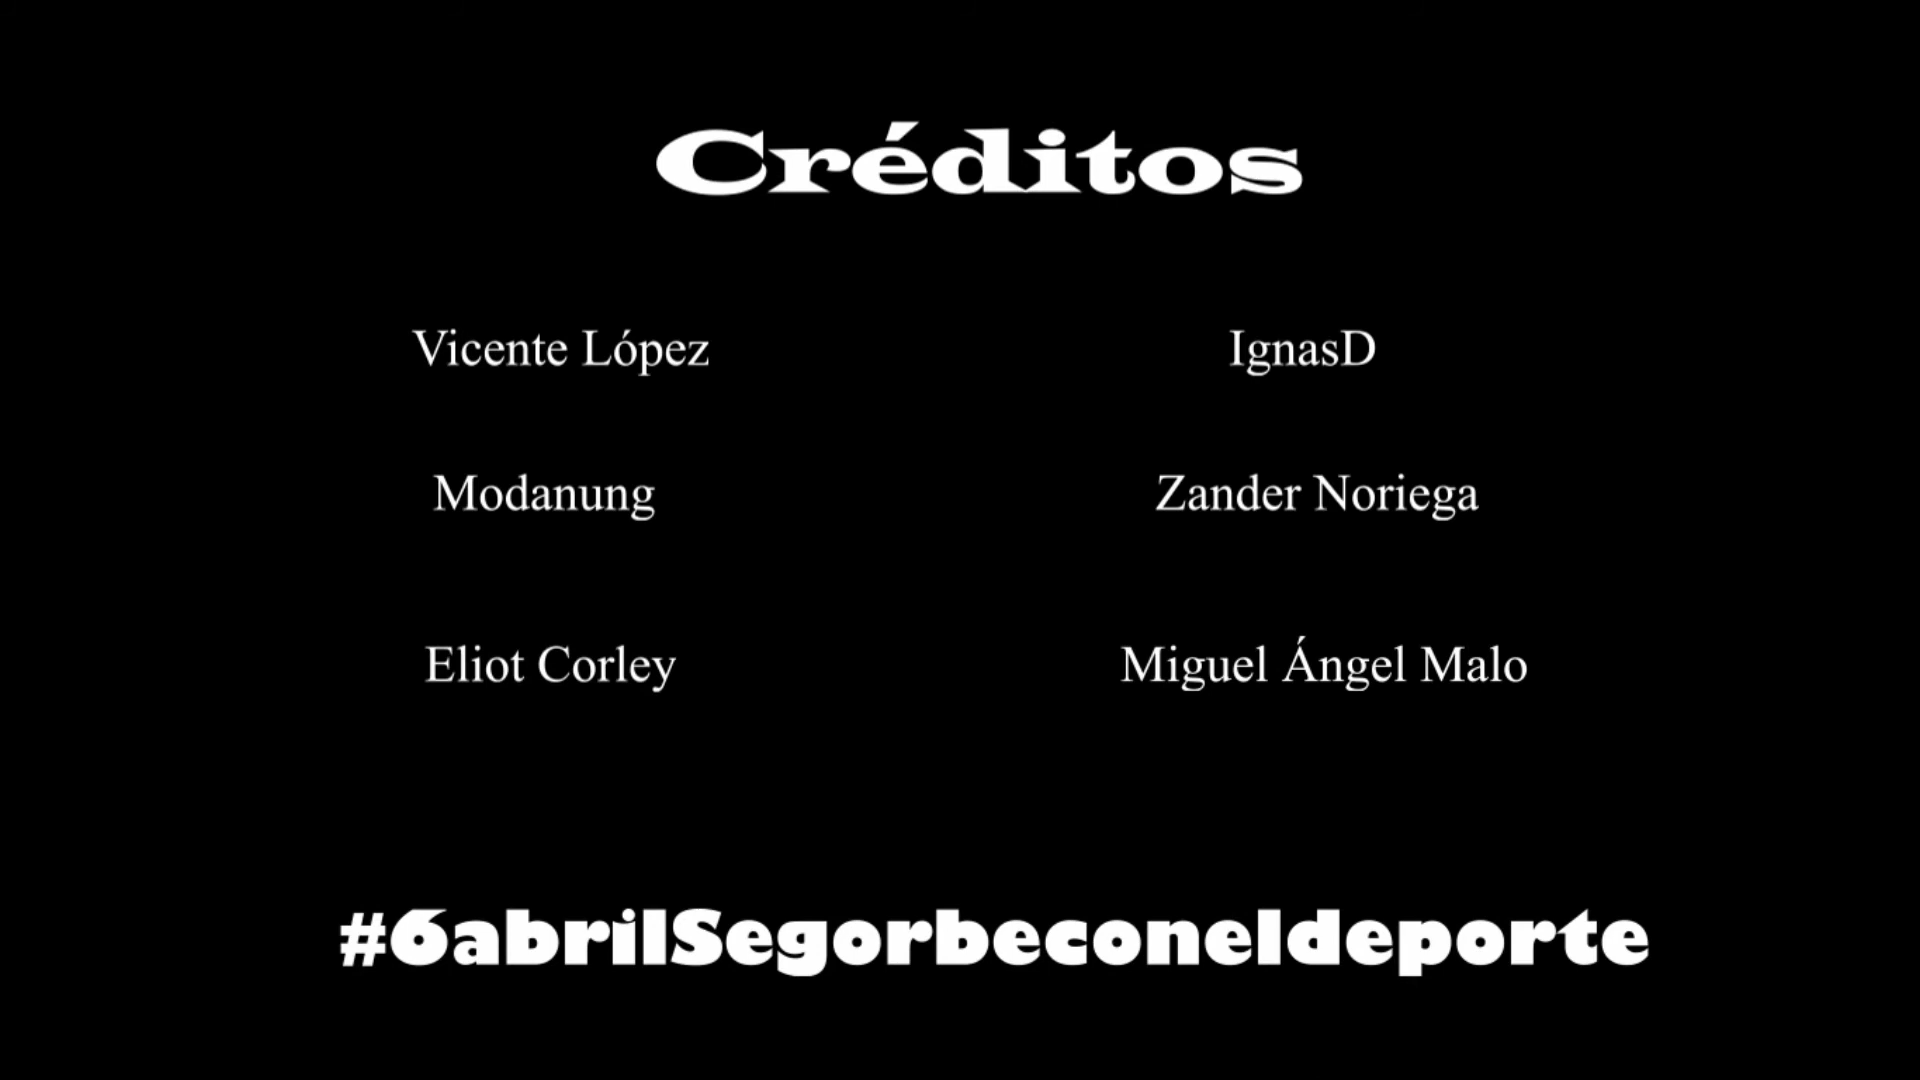 Créditos
Vicente López
IgnasD
Modanung
Zander Noriega
Eliot Corley
Miguel Ángel Malo
#6abrilSegorbeconeldeporte